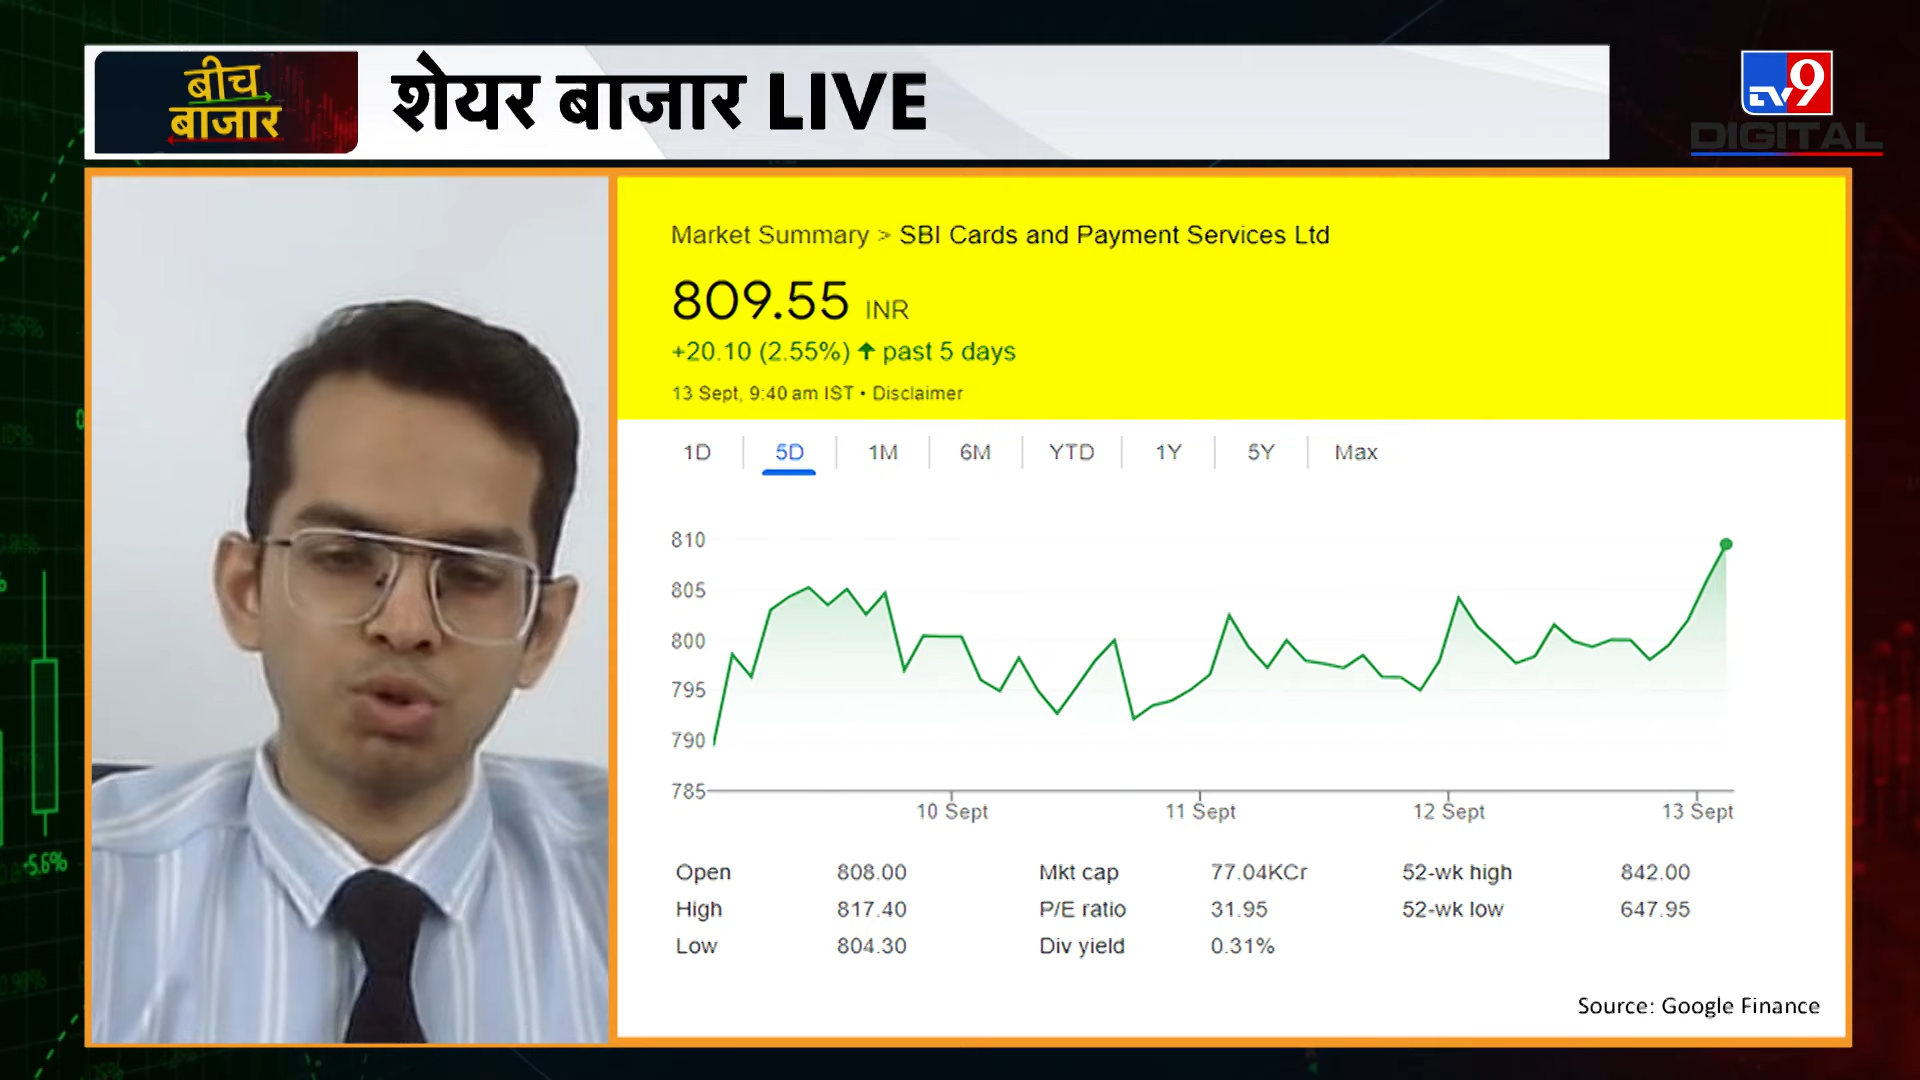 बीच
बाजार
शेयर बाजार LIVE
TV9
DIGITAL
Market Summary > SBI Cards and Payment Services Ltd
809.55 INR
+20.10 (2.55%) ↑ past 5 days
13 Sept, 9:40 am IST • Disclaimer
1D 5D 1M 6M YTD 1Y 5Y Max
810
805
800
795
790
785
10 Sept 11 Sept 12 Sept 13 Sept
Open 808.00 Mkt cap 77.04KCr 52-wk high 842.00
High 817.40 P/E ratio 31.95 52-wk low 647.95
Low 804.30 Div yield 0.31%
Source: Google Finance
-5.6%